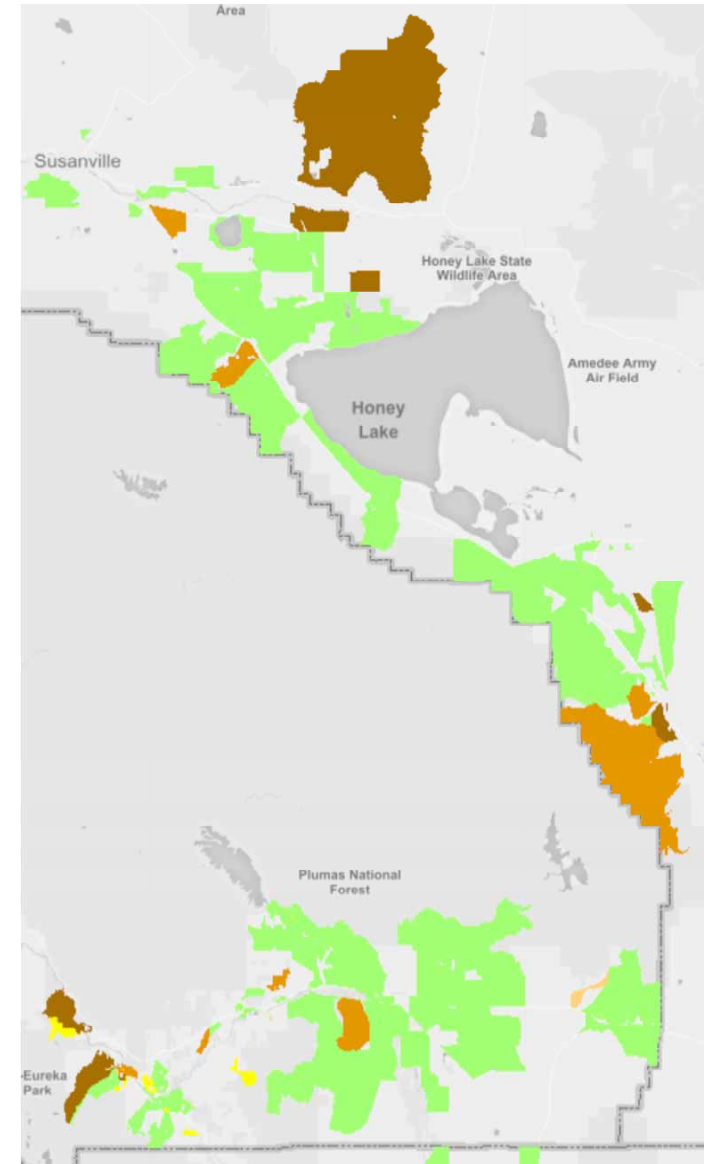 Area
Susanville
Honey Lake State
Wildlife Area
Amedee Army
Air Field
Honey
Lake
Plumas National
Forest
Eureka
Park